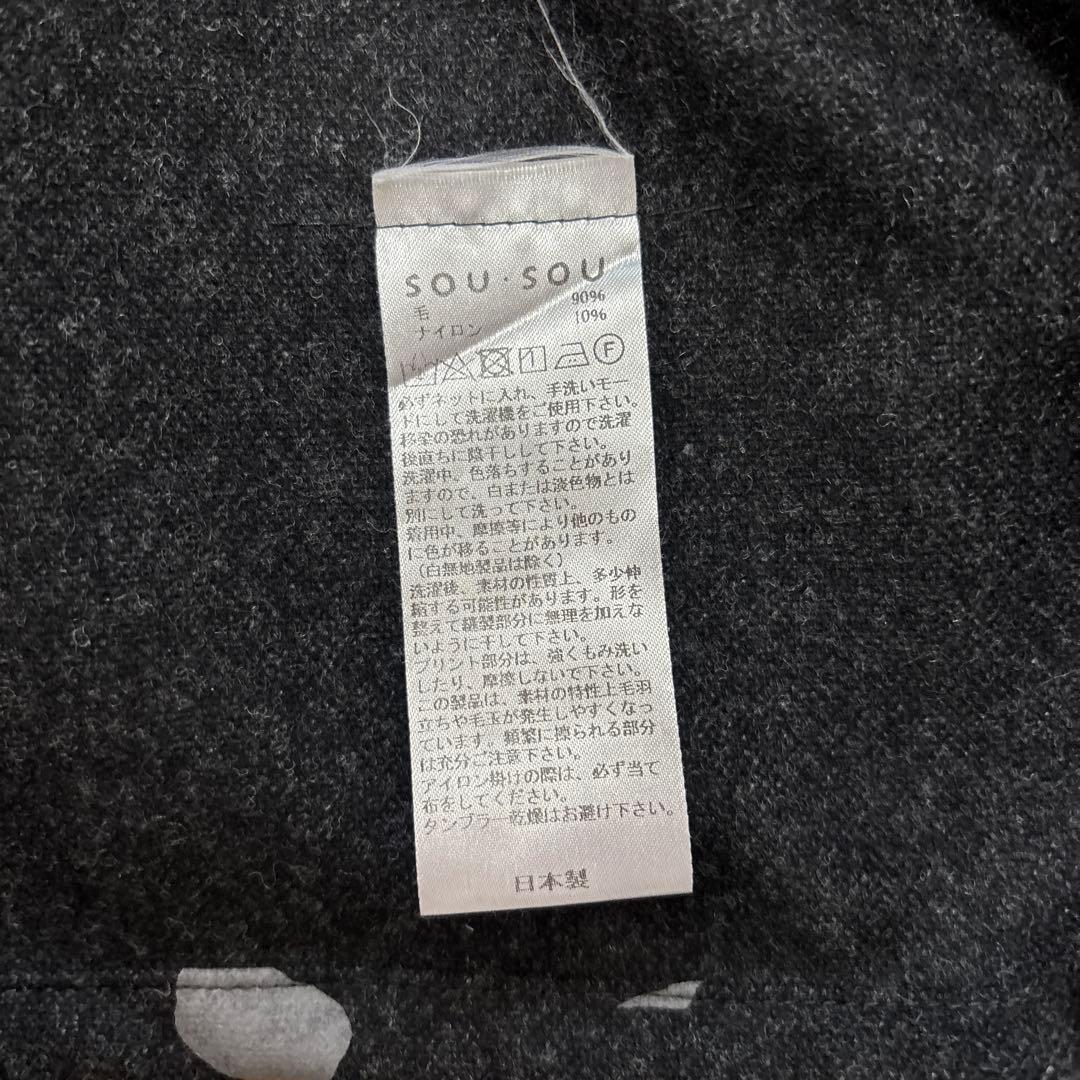 SOU・SOU
毛 90%
ナイロン 10%
F
必ずネットに入れ、手洗いモー
ドにして洗濯機をご使用下さい。
移染の恐れがありますので洗濯
後直ちに陰干しして下さい。
洗濯中、色落ちすることがあり
ますので、白または淡色物とは
別にして洗って下さい。
着用中、摩擦等により他のもの
に色が移ることがあります。
（白無地製品は除く）
洗濯後、素材の性質上、多少伸
縮する可能性があります。形を
整えて縫製部分に無理を加えな
いように干して下さい。
プリント部分は、強くもみ洗い
したり、摩擦しないで下さい。
この製品は、素材の特性上毛羽
立ちや毛玉が発生しやすくなっ
ています。頻繁に擦られる部分
は充分ご注意下さい。
アイロン掛けの際は、必ず当て
布をしてください。
タンブラー乾燥はお避け下さい。
日本製